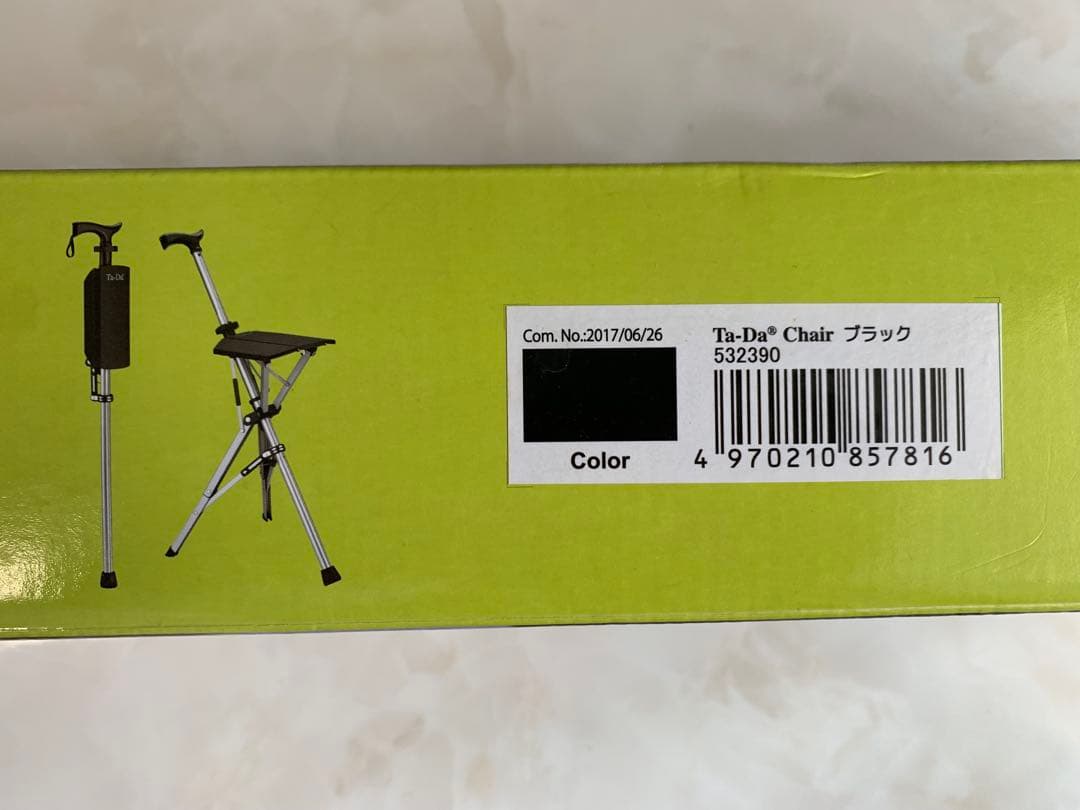 Ta-Da
Com. No.:2017/06/26
Color
Ta-Da® Chair ブラック
532390
4 970210 857816